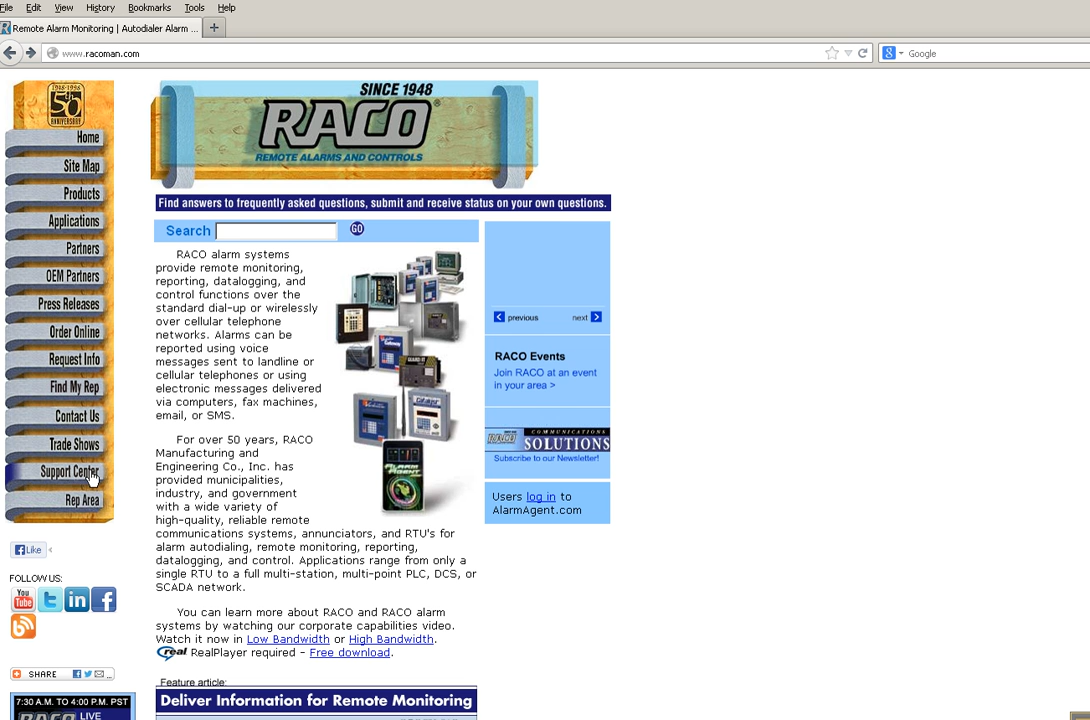 File Edit View History Bookmarks Tools Help
Remote Alarm Monitoring | Autodialer Alarm ...
www.racoman.com
Google
1948-1998
50th
ANNIVERSARY
Home
Site Map
Products
Applications
Partners
OEM Partners
Press Releases
Order Online
Request Info
Find My Rep
Contact Us
Trade Shows
Support Center
Rep Area
Like
FOLLOW US:
You
Tube
SHARE
7:30 A.M. TO 4:00 P.M. PST
RACO LIVE
SINCE 1948
RACO®
REMOTE ALARMS AND CONTROLS
Find answers to frequently asked questions, submit and receive status on your own questions.
Search GO
RACO alarm systems
provide remote monitoring,
reporting, datalogging, and
control functions over the
standard dial-up or wirelessly
over cellular telephone
networks. Alarms can be
reported using voice
messages sent to landline or
cellular telephones or using
electronic messages delivered
via computers, fax machines,
email, or SMS.
For over 50 years, RACO
Manufacturing and
Engineering Co., Inc. has
provided municipalities,
industry, and government
with a wide variety of
high-quality, reliable remote
communications systems, annunciators, and RTU's for
alarm autodialing, remote monitoring, reporting,
datalogging, and control. Applications range from only a
single RTU to a full multi-station, multi-point PLC, DCS, or
SCADA network.
You can learn more about RACO and RACO alarm
systems by watching our corporate capabilities video.
Watch it now in Low Bandwidth or High Bandwidth.
real RealPlayer required - Free download.
Feature article:
Deliver Information for Remote Monitoring
ALARM
AGENT
previous next
RACO Events
Join RACO at an event
in your area >
RACO COMMUNICATIONS
SOLUTIONS
Subscribe to our Newsletter!
Users log in to
AlarmAgent.com